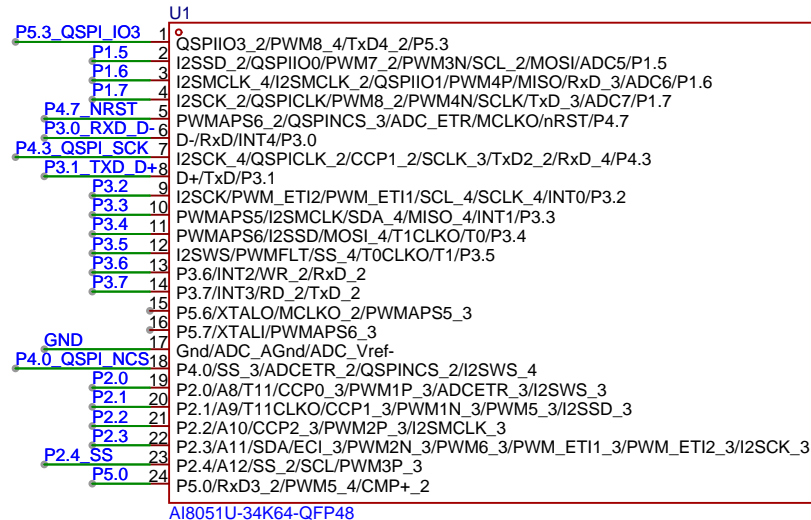 U1
P5.3_QSPI_IO3 1 QSPIIO3_2/PWM8_4/TxD4_2/P5.3
P1.5 2 I2SSD_2/QSPIIO0/PWM7_2/PWM3N/SCL_2/MOSI/ADC5/P1.5
P1.6 3 I2SMCLK_4/I2SMCLK_2/QSPIIO1/PWM4P/MISO/RxD_3/ADC6/P1.6
P1.7 4 I2SCK_2/QSPICLK/PWM8_2/PWM4N/SCLK/TxD_3/ADC7/P1.7
P4.7_NRST 5 PWMAPS6_2/QSPINCS_3/ADC_ETR/MCLKO/nRST/P4.7
P3.0_RXD_D- 6 D-/RxD/INT4/P3.0
P4.3_QSPI_SCK 7 I2SCK_4/QSPICLK_2/CCP1_2/SCLK_3/TxD2_2/RxD_4/P4.3
P3.1_TXD_D+ 8 D+/TxD/P3.1
P3.2 9 I2SCK/PWM_ETI2/PWM_ETI1/SCL_4/SCLK_4/INT0/P3.2
P3.3 10 PWMAPS5/I2SMCLK/SDA_4/MISO_4/INT1/P3.3
P3.4 11 PWMAPS6/I2SSD/MOSI_4/T1CLKO/T0/P3.4
P3.5 12 I2SWS/PWMFLT/SS_4/T0CLKO/T1/P3.5
P3.6 13 P3.6/INT2/WR_2/RxD_2
P3.7 14 P3.7/INT3/RD_2/TxD_2
15 P5.6/XTALO/MCLKO_2/PWMAPS5_3
16 P5.7/XTALI/PWMAPS6_3
GND 17 Gnd/ADC_AGnd/ADC_Vref-
P4.0_QSPI_NCS 18 P4.0/SS_3/ADCETR_2/QSPINCS_2/I2SWS_4
P2.0 19 P2.0/A8/T11/CCP0_3/PWM1P_3/ADCETR_3/I2SWS_3
P2.1 20 P2.1/A9/T11CLKO/CCP1_3/PWM1N_3/PWM5_3/I2SSD_3
P2.2 21 P2.2/A10/CCP2_3/PWM2P_3/I2SMCLK_3
P2.3 22 P2.3/A11/SDA/ECI_3/PWM2N_3/PWM6_3/PWM_ETI1_3/PWM_ETI2_3/I2SCK_3
P2.4_SS 23 P2.4/A12/SS_2/SCL/PWM3P_3
P5.0 24 P5.0/RxD3_2/PWM5_4/CMP+_2
AI8051U-34K64-QFP48